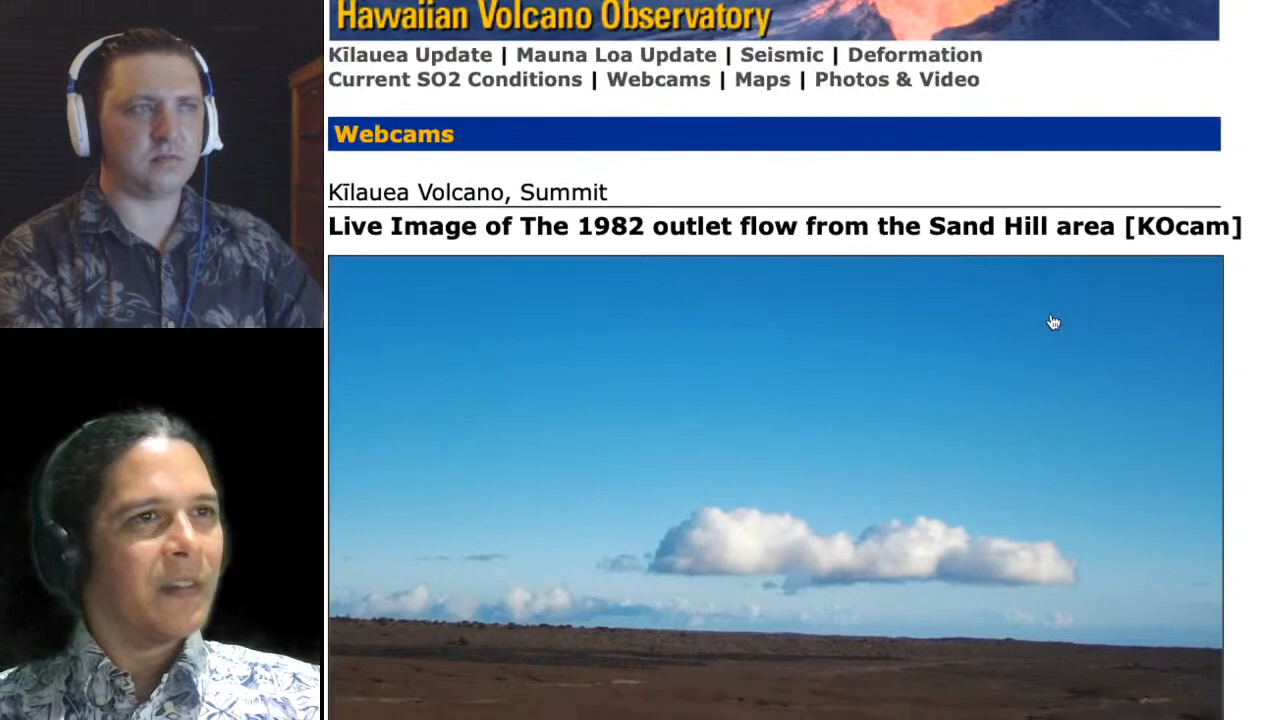 Hawaiian Volcano Observatory
Kīlauea Update | Mauna Loa Update | Seismic | Deformation
Current SO2 Conditions | Webcams | Maps | Photos & Video
Webcams
Kīlauea Volcano, Summit
Live Image of The 1982 outlet flow from the Sand Hill area [KOcam]